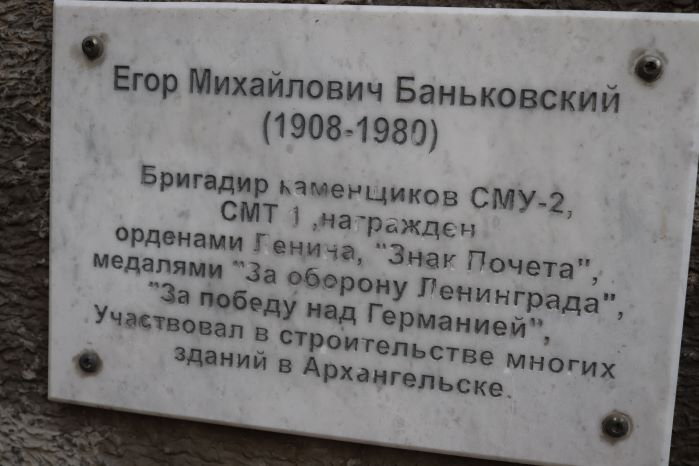 Егор Михайлович Баньковский
(1908-1980)
Бригадир каменщиков СМУ-2,
СМТ 1 ,награжден
орденами Ленина, "Знак Почета",
медалями "За оборону Ленинграда",
"За победу над Германией",
Участвовал в строительстве многих
зданий в Архангельске.